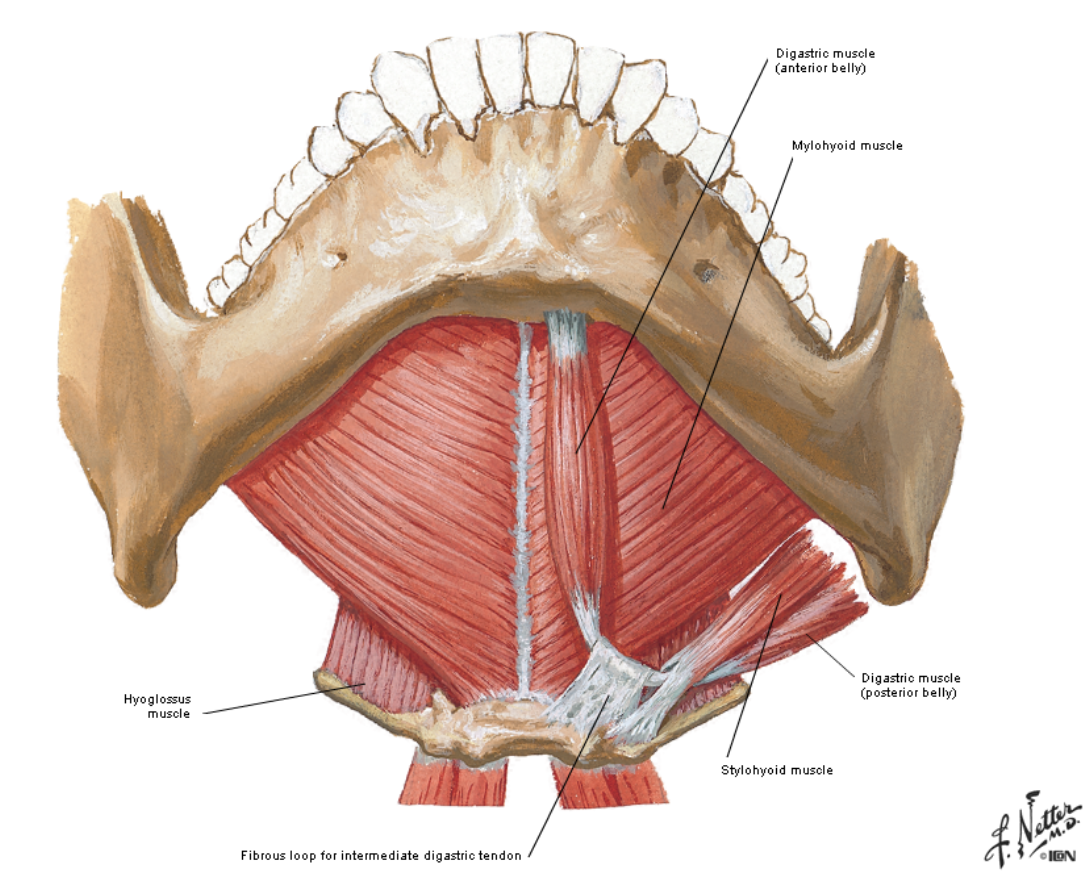 Digastric muscle
(anterior belly)
Mylohyoid muscle
Digastric muscle
(posterior belly)
Hyoglossus
muscle
Stylohyoid muscle
Fibrous loop for intermediate digastric tendon
F. Netter
M.D.
© ICON